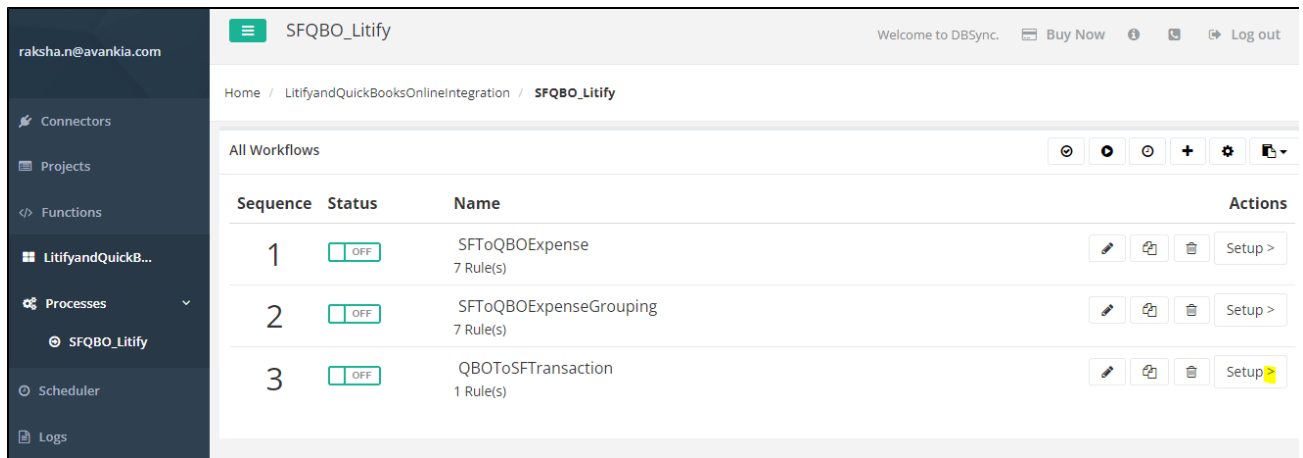 raksha.n@avankia.com
Connectors
Projects
</> Functions
LitifyandQuickB...
Processes
SFQBO_Litify
Scheduler
Logs
SFQBO_Litify
Welcome to DBSync. Buy Now Log out
Home / LitifyandQuickBooksOnlineIntegration / SFQBO_Litify
All Workflows
Sequence Status Name Actions
1 OFF SFToQBOExpense Setup >
7 Rule(s)
2 OFF SFToQBOExpenseGrouping Setup >
7 Rule(s)
3 OFF QBOToSFTransaction Setup >
1 Rule(s)